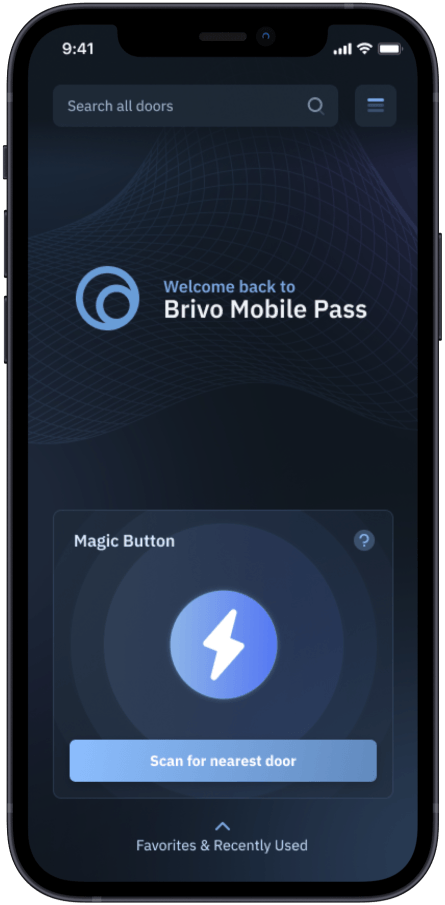 9:41
Search all doors
Welcome back to
Brivo Mobile Pass
Magic Button
?
Scan for nearest door
Favorites & Recently Used